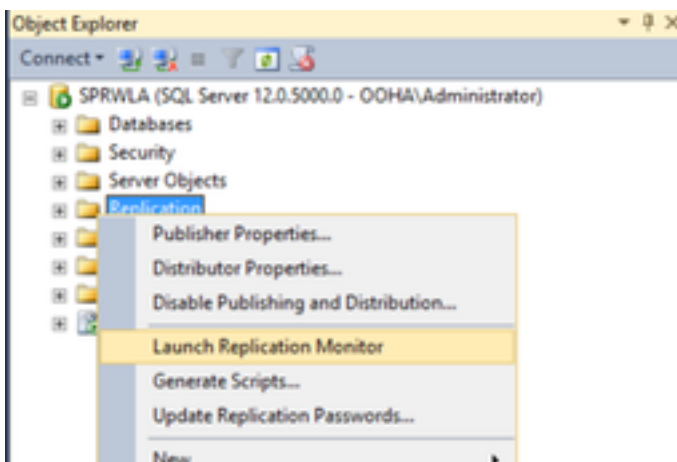 Object Explorer
Connect
SPRWLA (SQL Server 12.0.5000.0 - OOHA\Administrator)
Databases
Security
Server Objects
Replication
Publisher Properties...
Distributor Properties...
Disable Publishing and Distribution...
Launch Replication Monitor
Generate Scripts...
Update Replication Passwords...
New